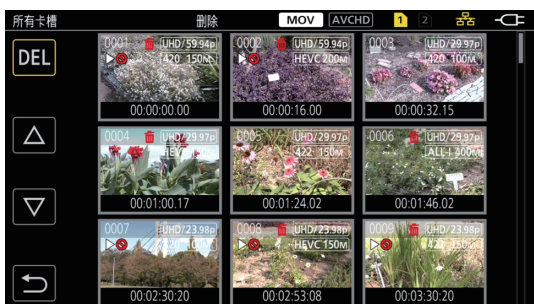 所有卡槽 删除 MOV AVCHD 1 2
DEL
0001 UHD/59.94p
420 150M
00:00:00.00
0002 UHD/59.94p
HEVC 200M
00:00:16.00
0003 UHD/29.97p
420 100M
00:00:32.15
0004 UHD/29.97p
HEV
00:01:00.17
0005 UHD/29.97p
422 150M
00:01:24.02
0006 UHD/29.97p
ALL-I 400M
00:01:46.02
0007 UHD/23.98p
420 400M
00:02:30:20
0008 UHD/23.98p
HEVC 150M
00:02:53:08
0009 UHD/23.98p
422 150M
00:03:30:20